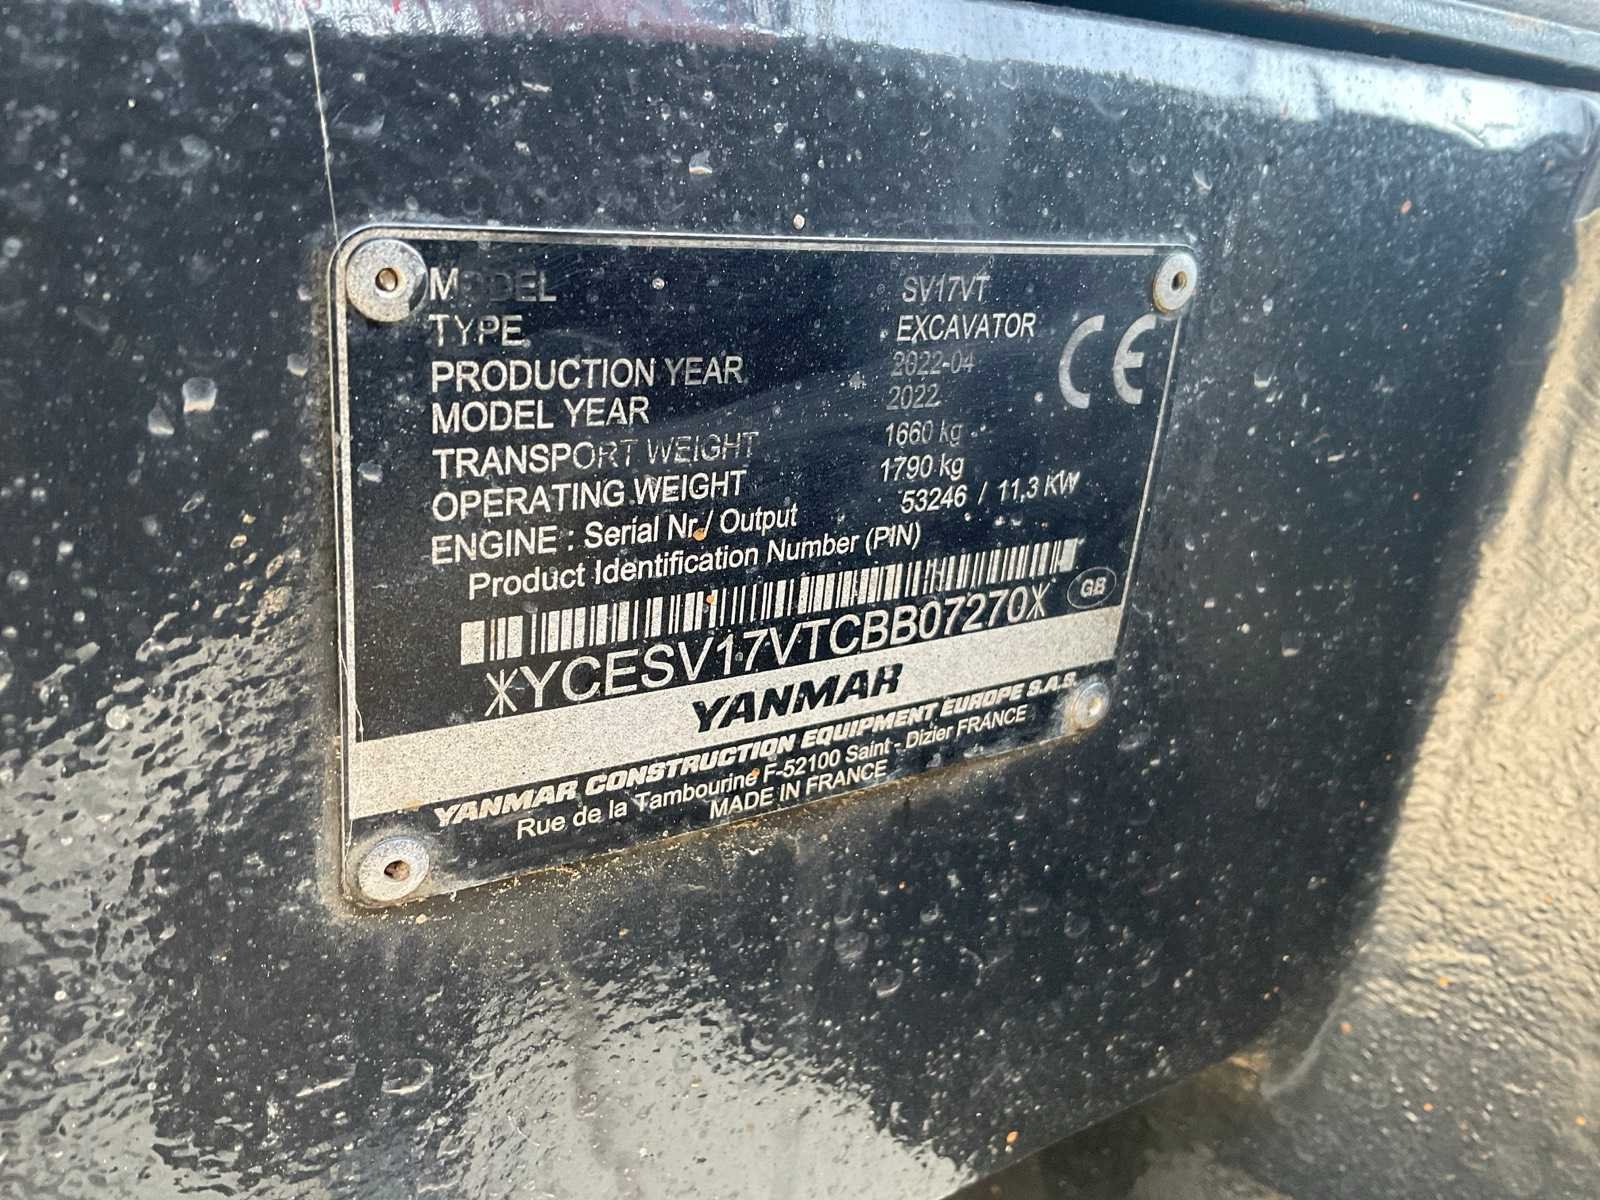 MODEL SV17VT
TYPE EXCAVATOR
PRODUCTION YEAR 2022-04
MODEL YEAR 2022
TRANSPORT WEIGHT 1660 kg
OPERATING WEIGHT 1790 kg
ENGINE : Serial Nr / Output 53246 / 11,3 KW
Product Identification Number (PIN)
*YCESV17VTCBB07270*
GB
CE
YANMAR
YANMAR CONSTRUCTION EQUIPMENT EUROPE S.A.S.
Rue de la Tambourine F-52100 Saint - Dizier FRANCE
MADE IN FRANCE